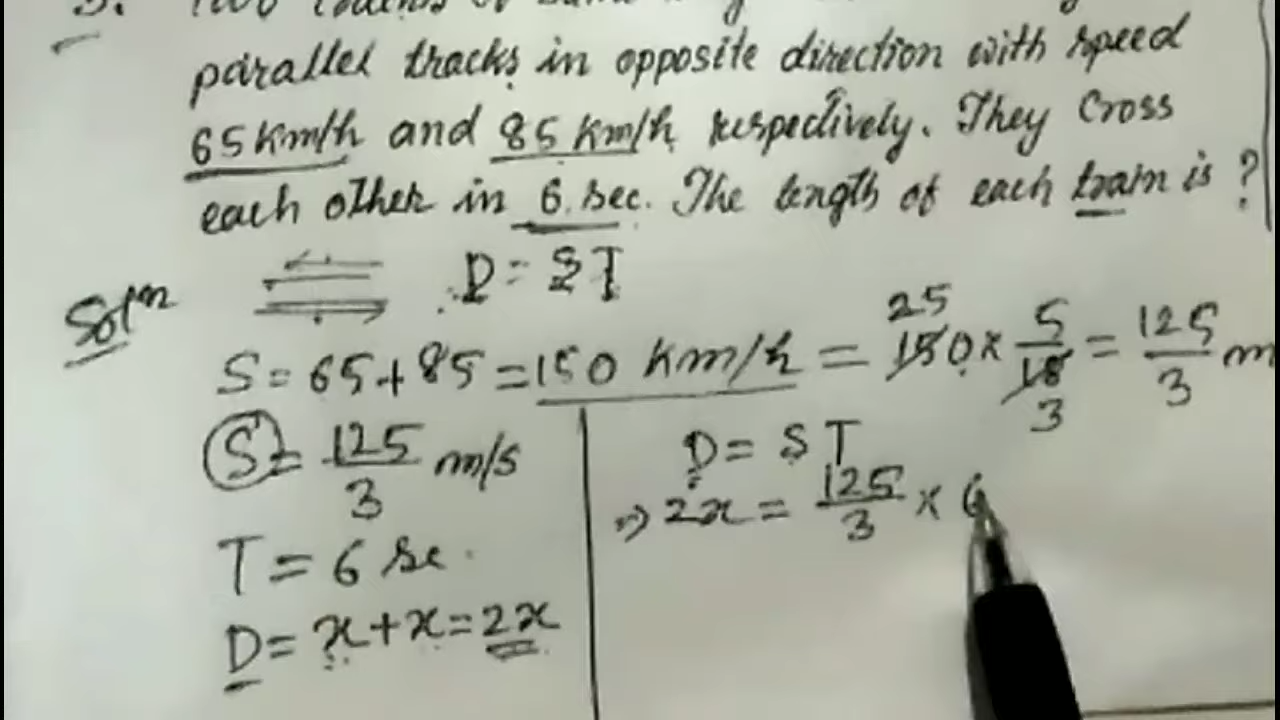 parallel tracks in opposite direction with speed
65 Km/h and 85 Km/h respectively. They Cross
each other in 6 sec. The length of each train is ?
Solⁿ D = ST
S = 65 + 85 = 150 km/h = 150 × 5/18 = 125/3 m
25
3
S = 125/3 m/s
T = 6 sec.
D = x + x = 2x
D = S T
⇒ 2x = 125/3 × 6